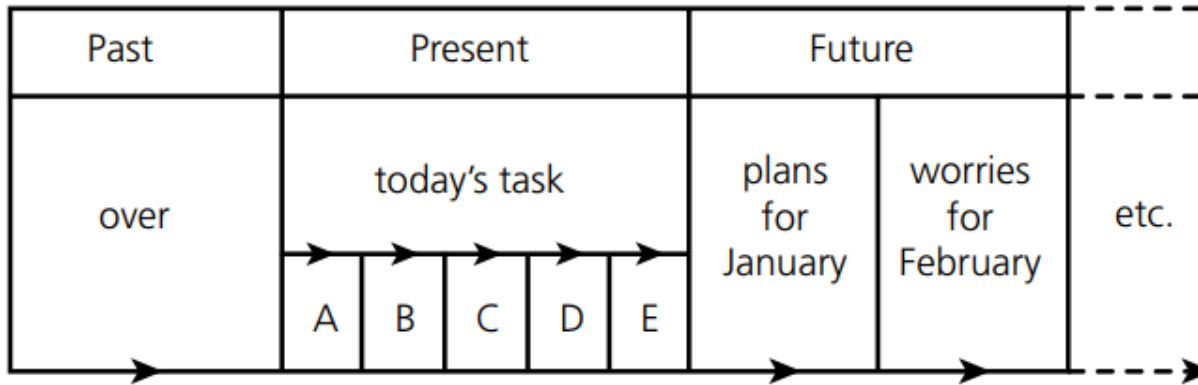 Past
Present
Future
over
today's task
plans
for
January
worries
for
February
etc.
A
B
C
D
E